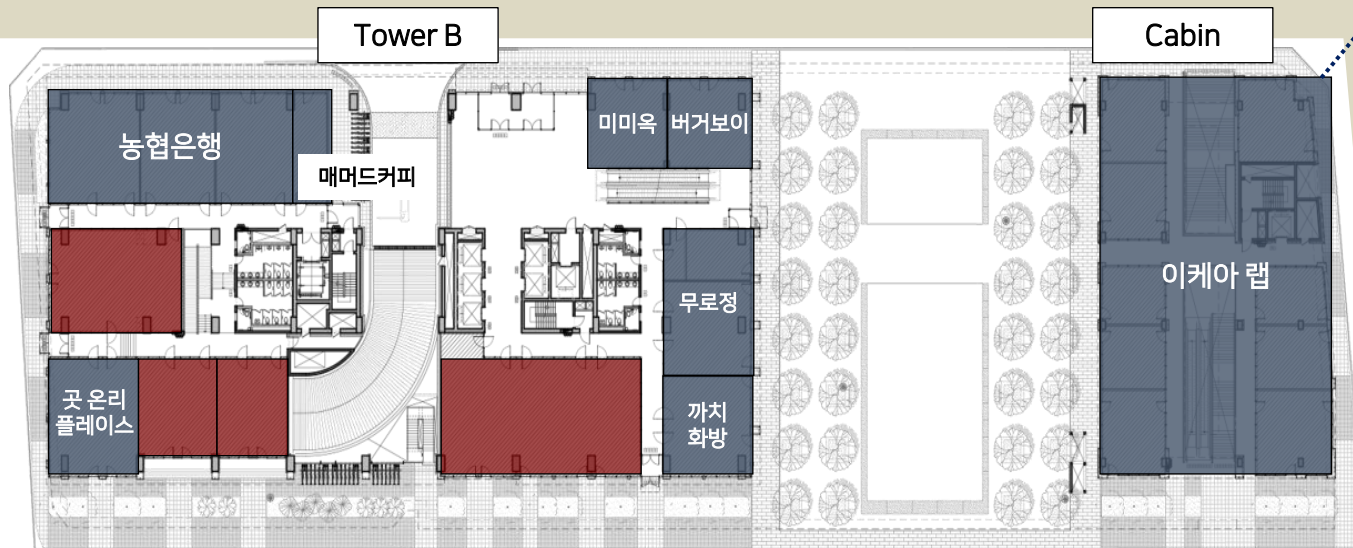 Tower B
Cabin
농협은행
매머드커피
미미옥
버거보이
무로정
이케아 랩
곳 온리
플레이스
까치
화방